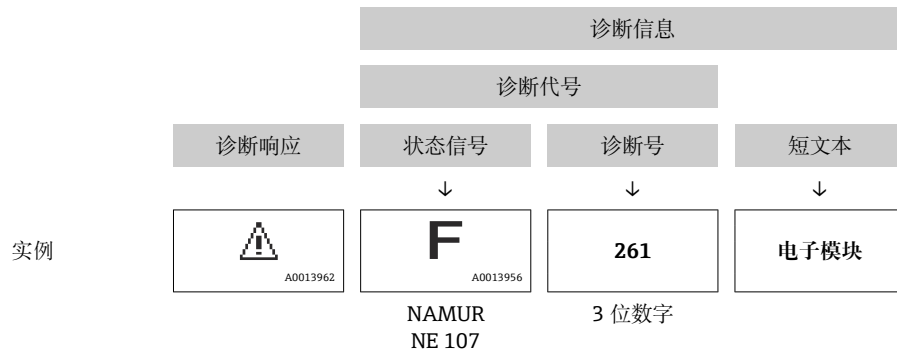 诊断信息
诊断代号
诊断响应 状态信号 诊断号 短文本
↓ ↓ ↓
实例 F 261 电子模块
A0013962 A0013956
NAMUR 3 位数字
NE 107